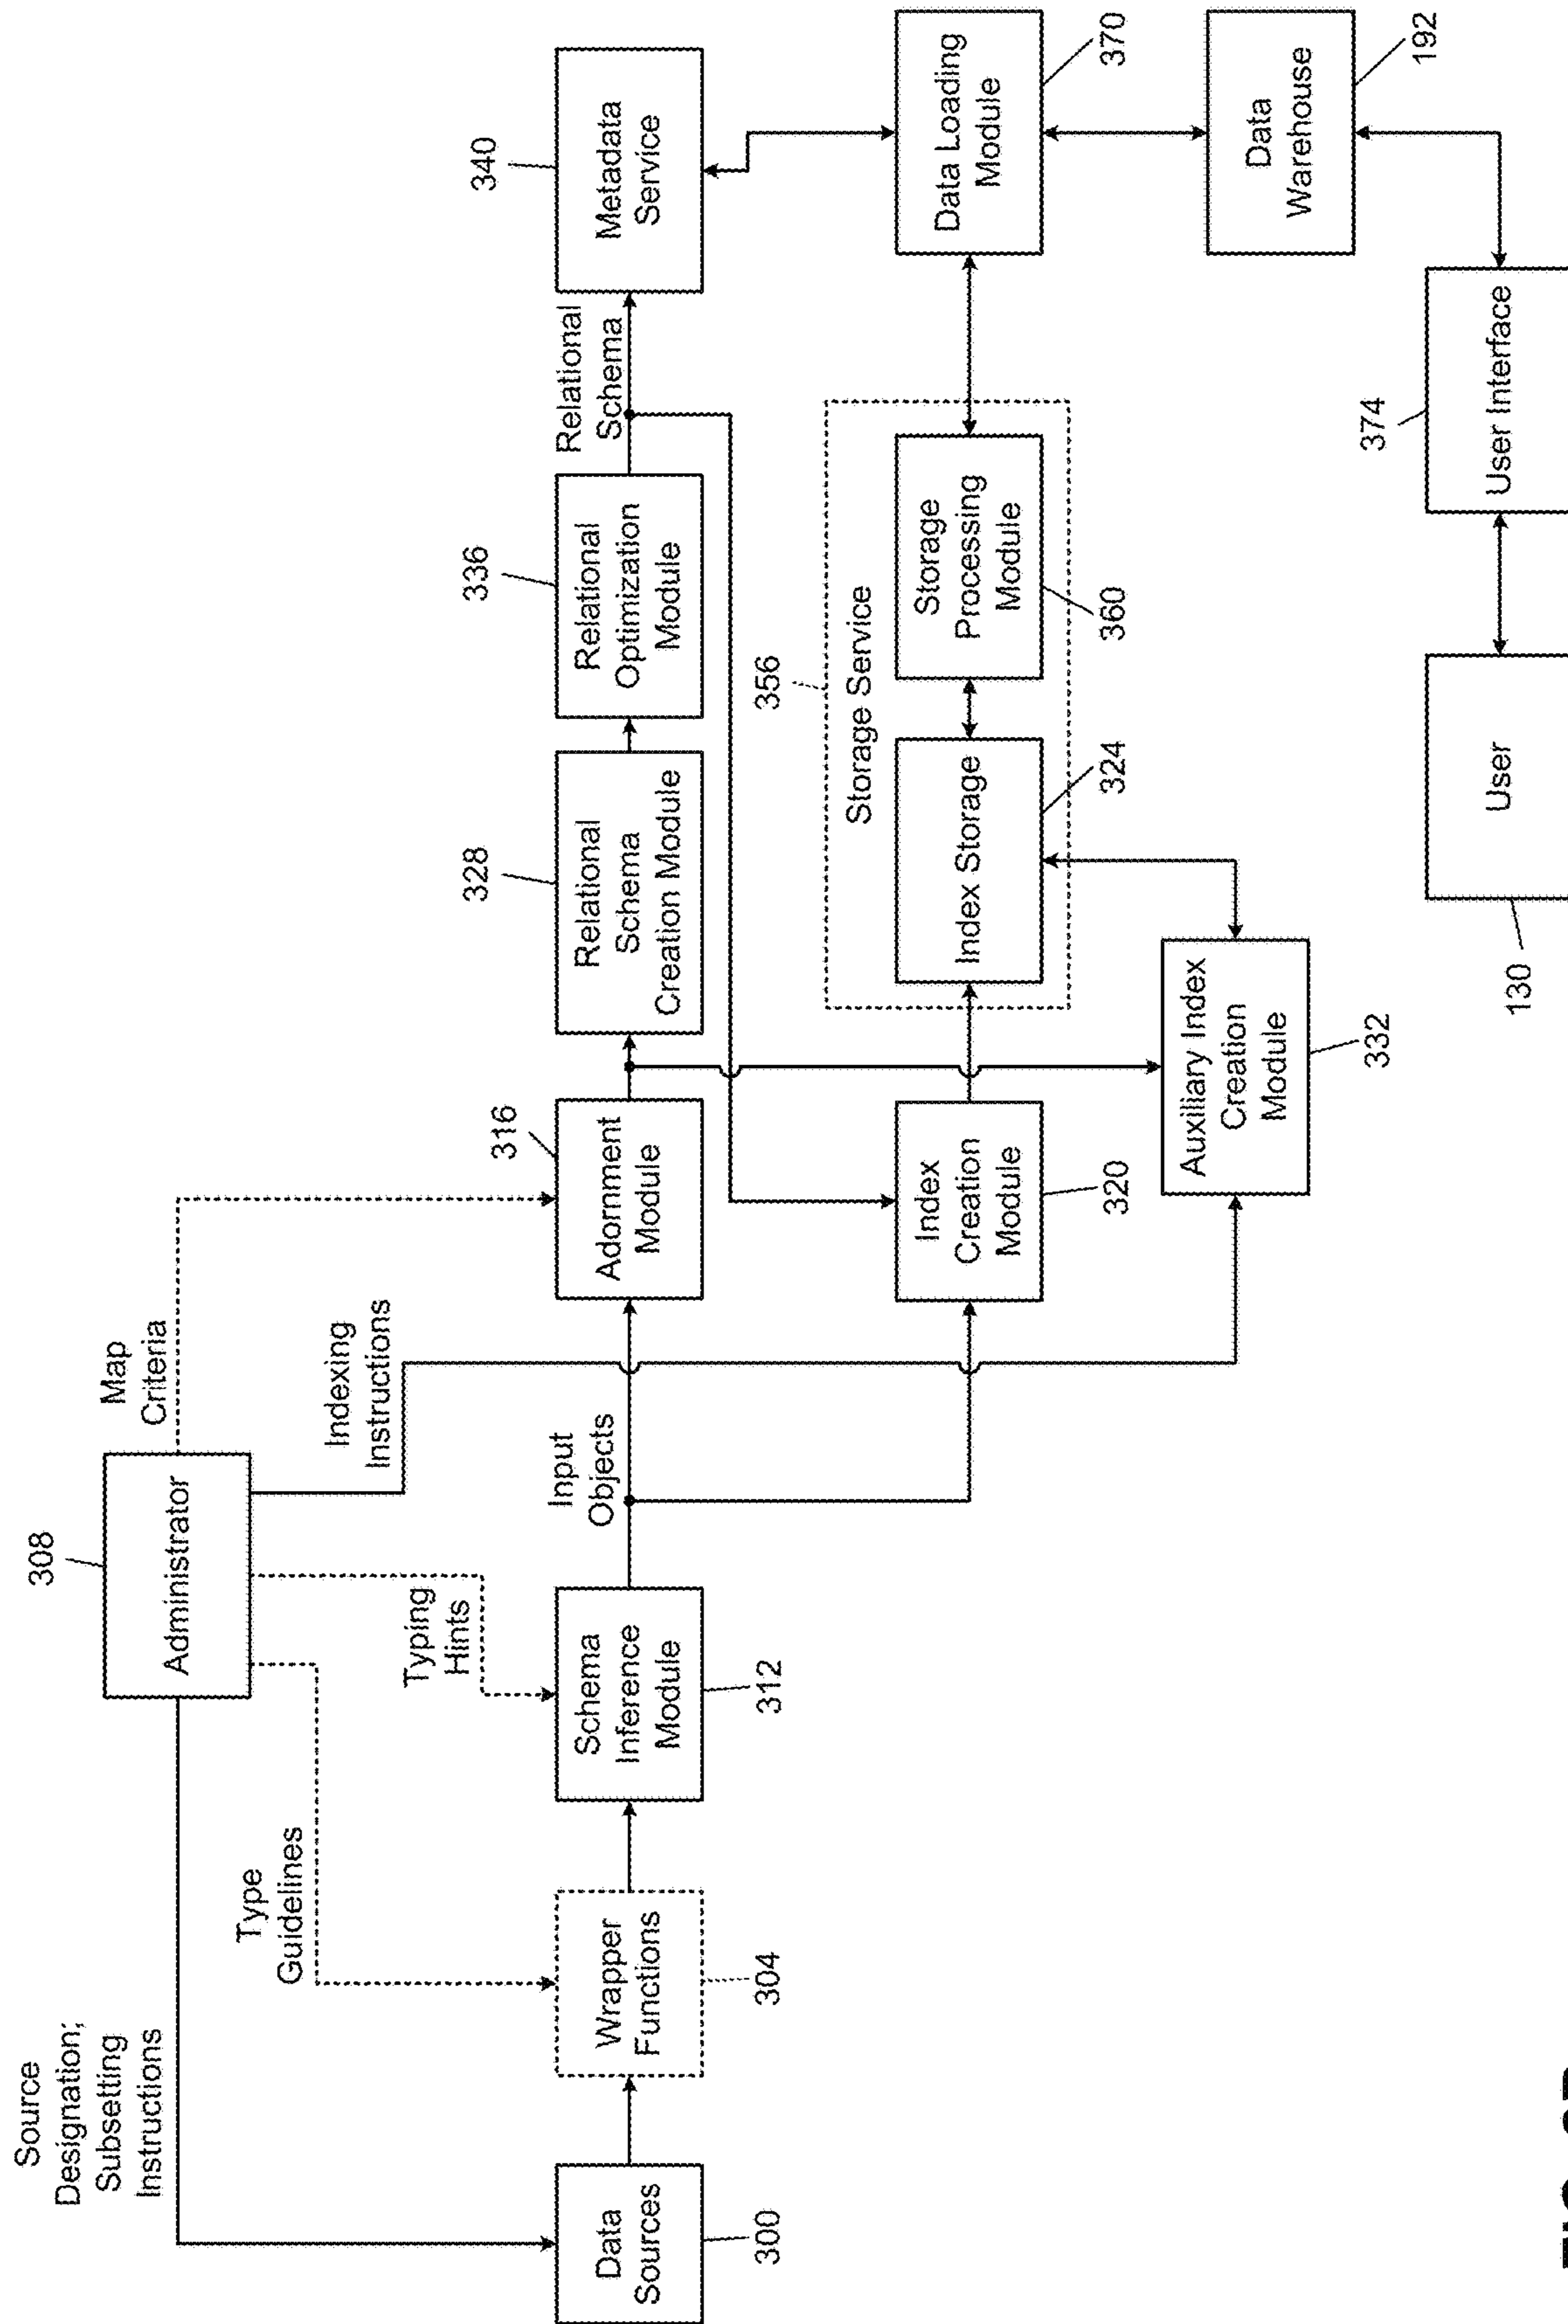 308
Administrator
Source
Designation;
Subsetting
Instructions
Type
Guidelines
Typing
Hints
Map
Criteria
Indexing
Instructions
Data
Sources
300
Wrapper
Functions
304
Schema
Inference
Module
312
Input
Objects
316
Adornment
Module
328
Relational
Schema
Creation Module
336
Relational
Optimization
Module
Relational
Schema
340
Metadata
Service
Index
Creation
Module
320
356
Storage Service
Index Storage
324
Storage
Processing
Module
360
Data Loading
Module
370
Auxiliary Index
Creation
Module
332
Data
Warehouse
192
User
130
374
User Interface